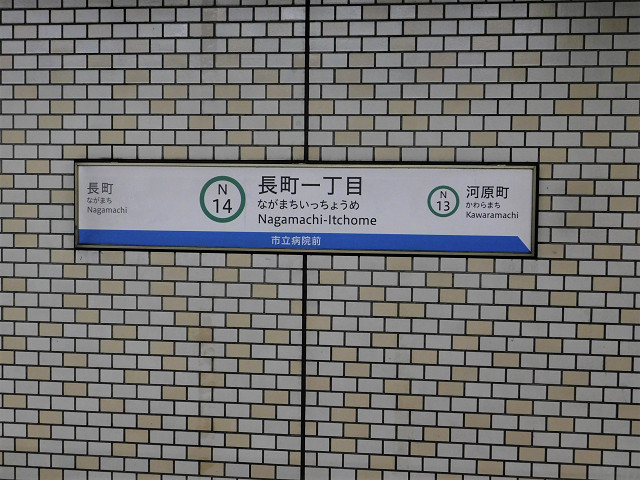 長町
ながまち
Nagamachi
N
14
長町一丁目
ながまちいっちょうめ
Nagamachi-Itchome
N
13
河原町
かわらまち
Kawaramachi
市立病院前